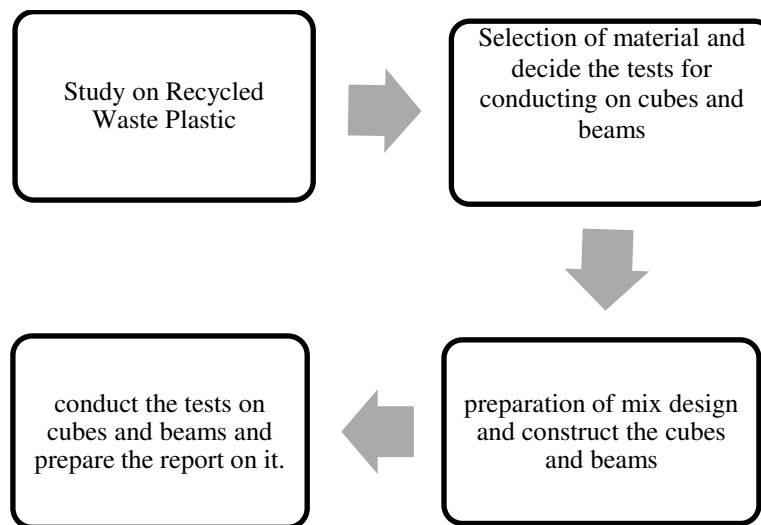 Study on Recycled
Waste Plastic
Selection of material and
decide the tests for
conducting on cubes and
beams
preparation of mix design
and construct the cubes
and beams
conduct the tests on
cubes and beams and
prepare the report on it.